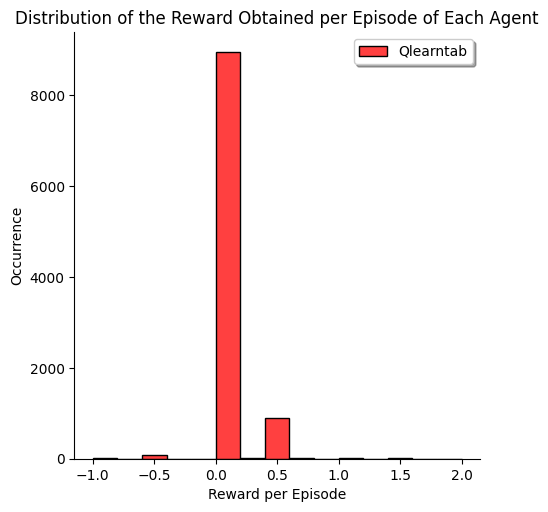 Distribution of the Reward Obtained per Episode of Each Agent
Qlearntab
8000
6000
4000
2000
0
Occurrence
−1.0 −0.5 0.0 0.5 1.0 1.5 2.0
Reward per Episode